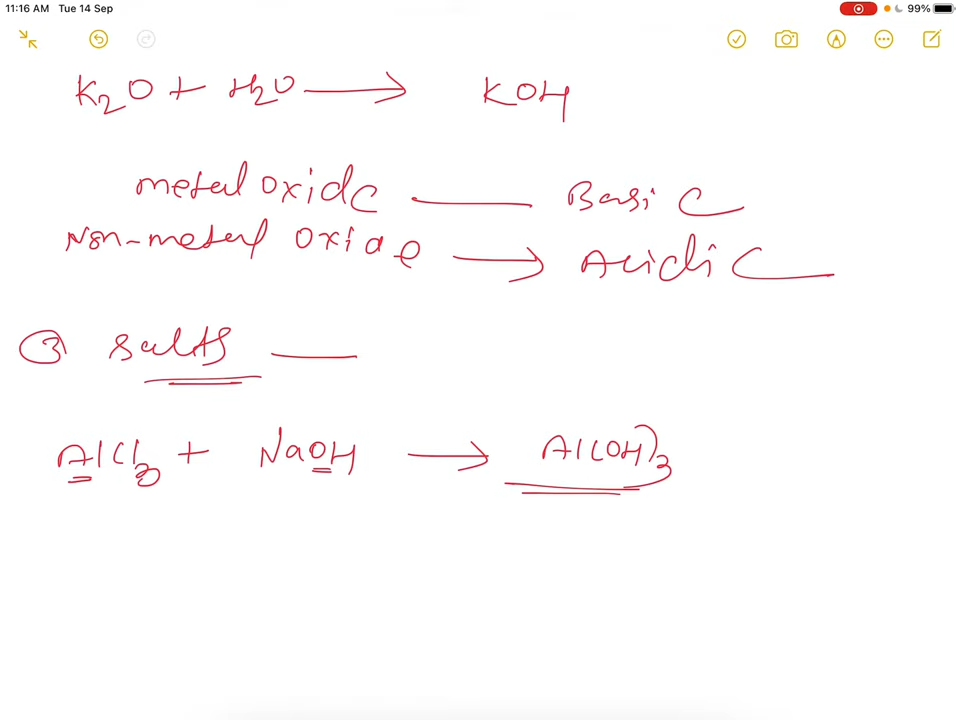 11:16 AM Tue 14 Sep 99%
K2O + H2O ⟶ KOH
metal oxide — Basic
Non-metal oxide ⟶ Acidic
③ salts —
AlCl3 + NaOH ⟶ Al(OH)3